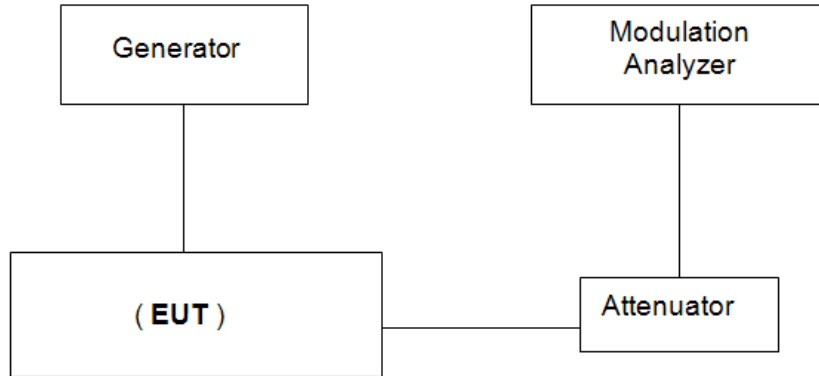 Generator
Modulation
Analyzer
( EUT )
Attenuator